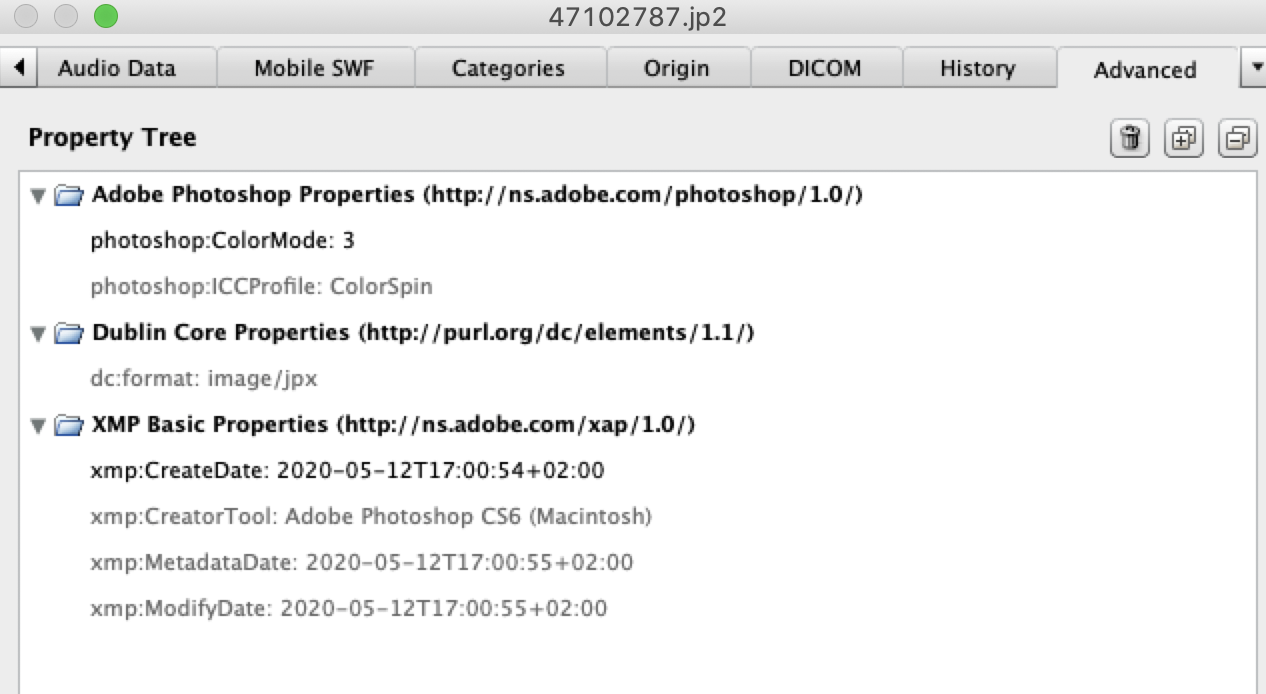 47102787.jp2
Audio Data Mobile SWF Categories Origin DICOM History Advanced
Property Tree
Adobe Photoshop Properties (http://ns.adobe.com/photoshop/1.0/)
photoshop:ColorMode: 3
photoshop:ICCProfile: ColorSpin
Dublin Core Properties (http://purl.org/dc/elements/1.1/)
dc:format: image/jpx
XMP Basic Properties (http://ns.adobe.com/xap/1.0/)
xmp:CreateDate: 2020-05-12T17:00:54+02:00
xmp:CreatorTool: Adobe Photoshop CS6 (Macintosh)
xmp:MetadataDate: 2020-05-12T17:00:55+02:00
xmp:ModifyDate: 2020-05-12T17:00:55+02:00